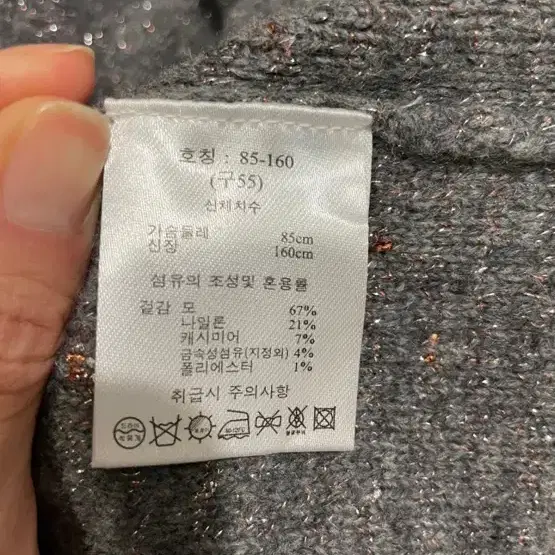 호칭 : 85-160
(구55)
신체치수
가슴둘레 85cm
신장 160cm
섬유의 조성및 혼용률
겉감 모 67%
나일론 21%
캐시미어 7%
금속성섬유(지정외) 4%
폴리에스터 1%
취급시 주의사항